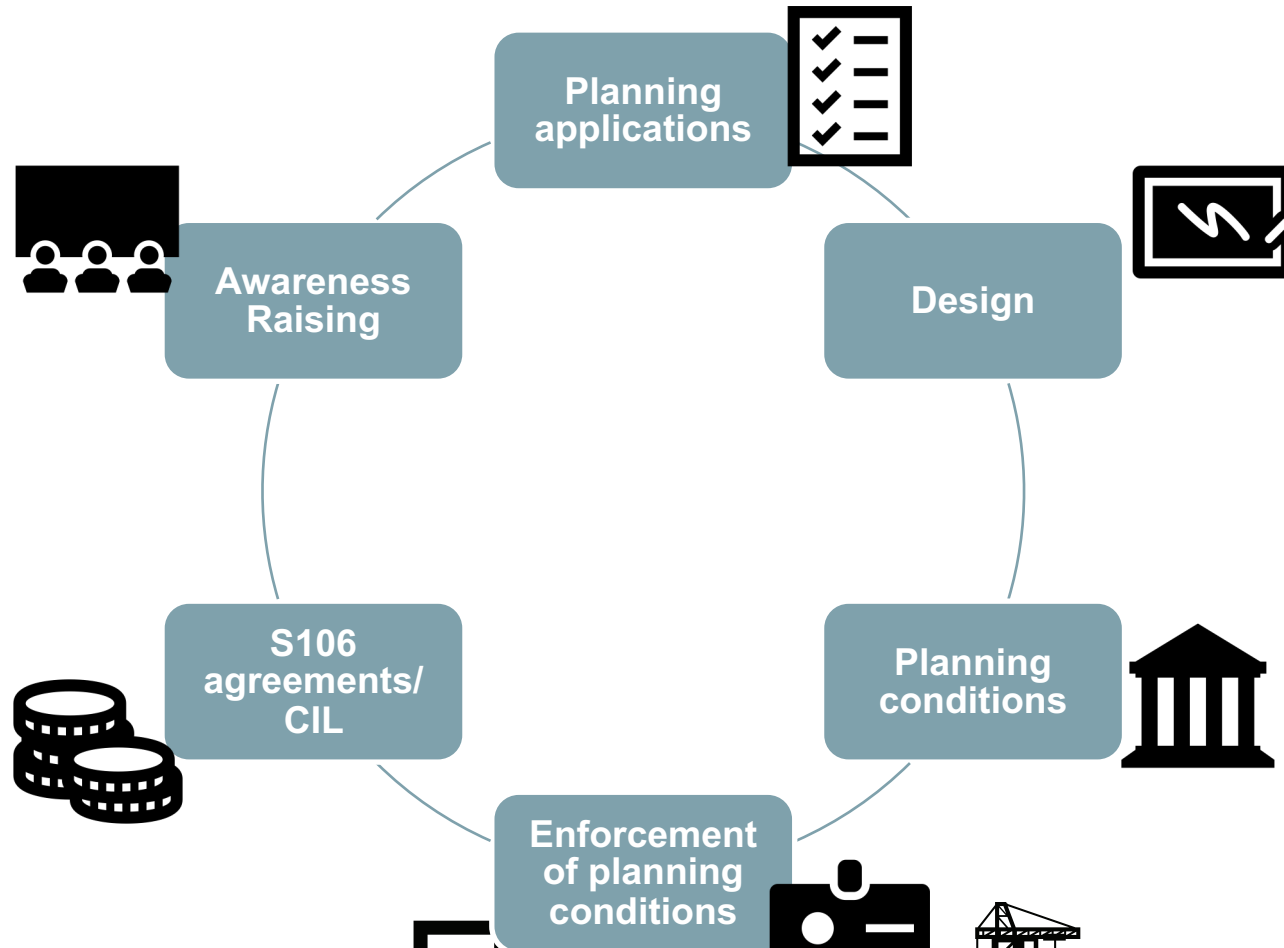 Planning
applications
Design
Planning
conditions
Enforcement
of planning
conditions
S106
agreements/
CIL
Awareness
Raising